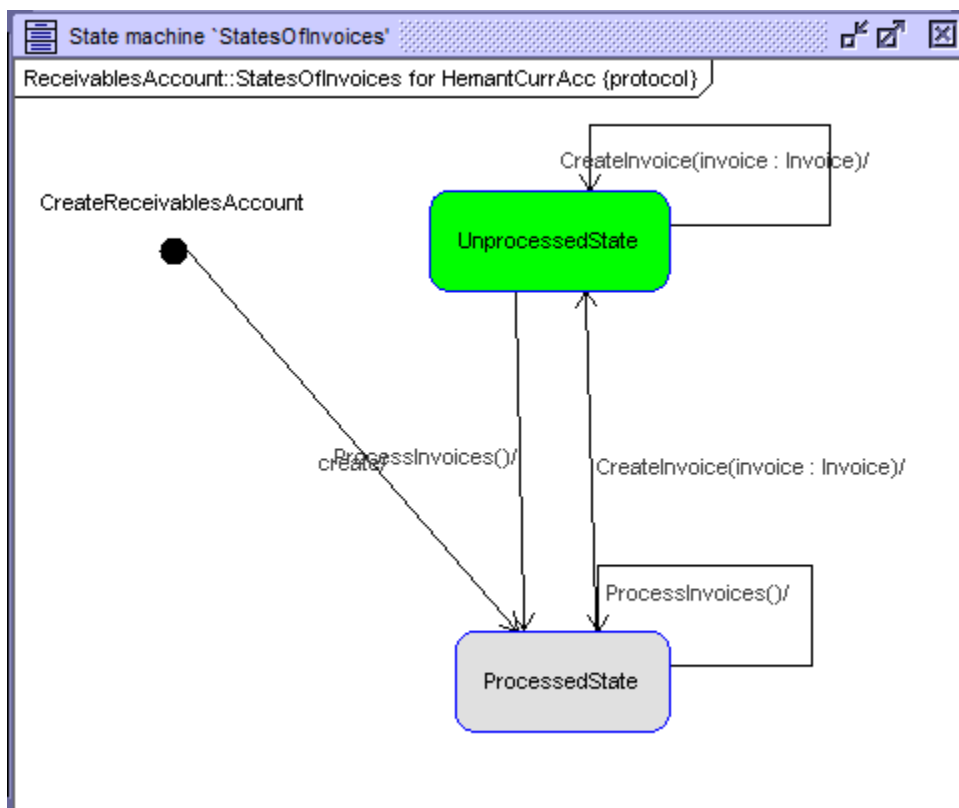 State machine `StatesOfInvoices'
ReceivablesAccount::StatesOfInvoices for HemantCurrAcc {protocol}
CreateInvoice(invoice : Invoice)/
CreateReceivablesAccount
UnprocessedState
ProcessInvoices()/
create/
CreateInvoice(invoice : Invoice)/
ProcessInvoices()/
ProcessedState